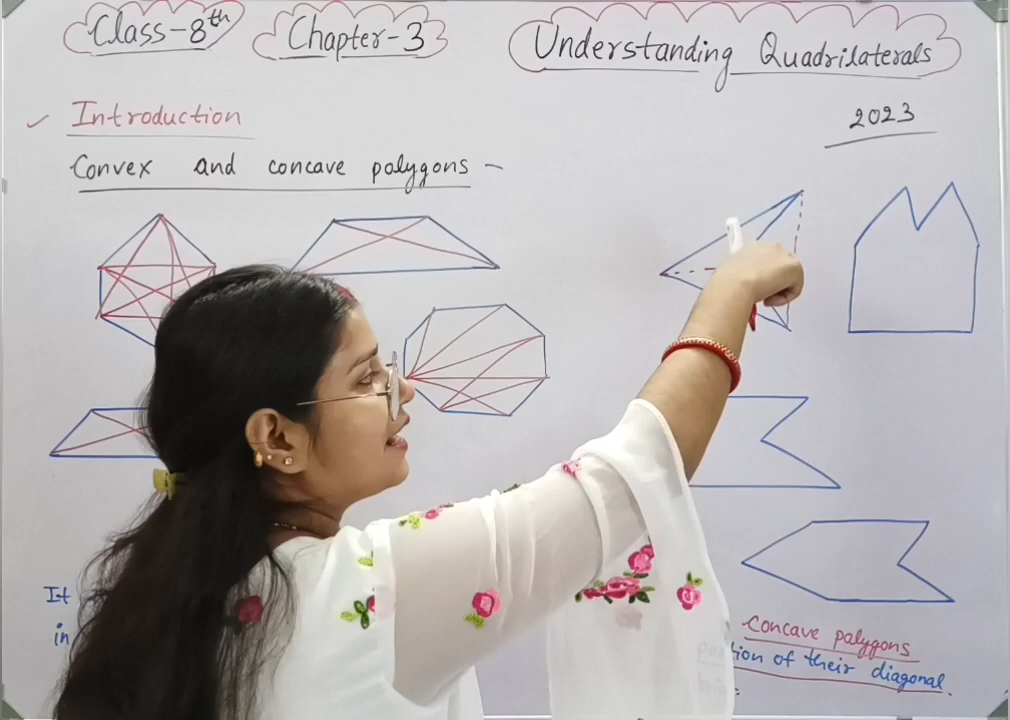 Class-8th Chapter-3 Understanding Quadrilaterals
Introduction
2023
Convex and concave polygons -
It
in
Concave polygons
tion of their diagonal.